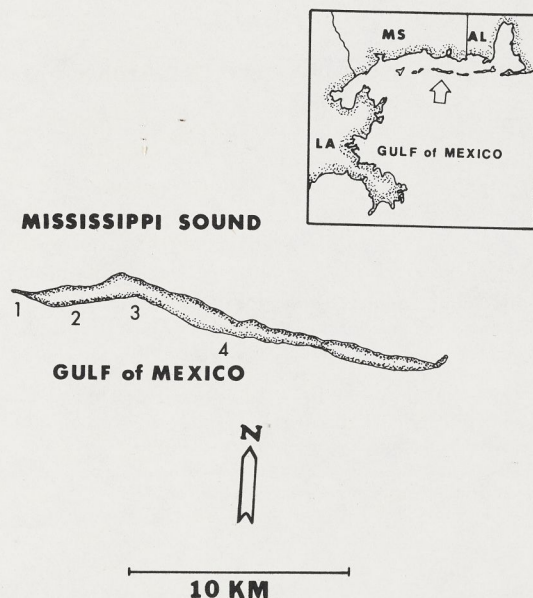 MS AL
LA
GULF of MEXICO
MISSISSIPPI SOUND
1 2 3 4
GULF of MEXICO
N
10 KM